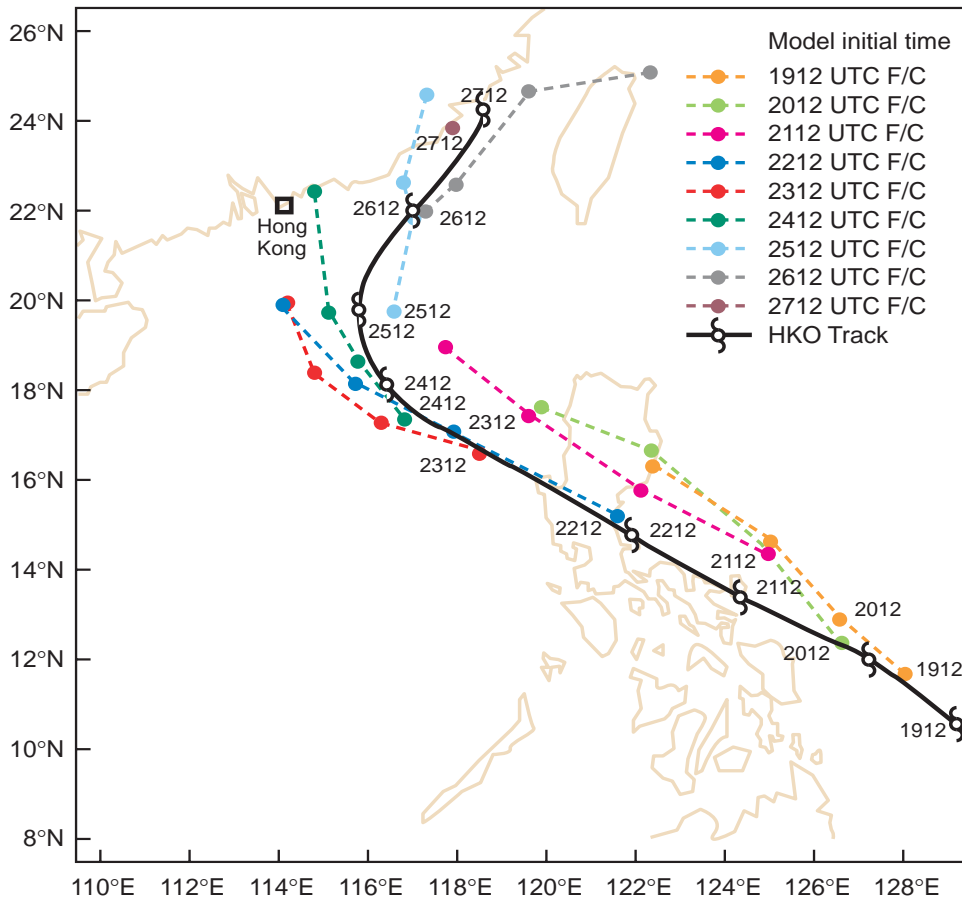 26°N
24°N
22°N
20°N
18°N
16°N
14°N
12°N
10°N
8°N
110°E
112°E
114°E
116°E
118°E
120°E
122°E
124°E
126°E
128°E
Model initial time
1912 UTC F/C
2012 UTC F/C
2112 UTC F/C
2212 UTC F/C
2312 UTC F/C
2412 UTC F/C
2512 UTC F/C
2612 UTC F/C
2712 UTC F/C
HKO Track
Hong
Kong
2712
2712
2612
2612
2512
2512
2412
2412
2312
2312
2212
2212
2112
2112
2012
2012
1912
1912